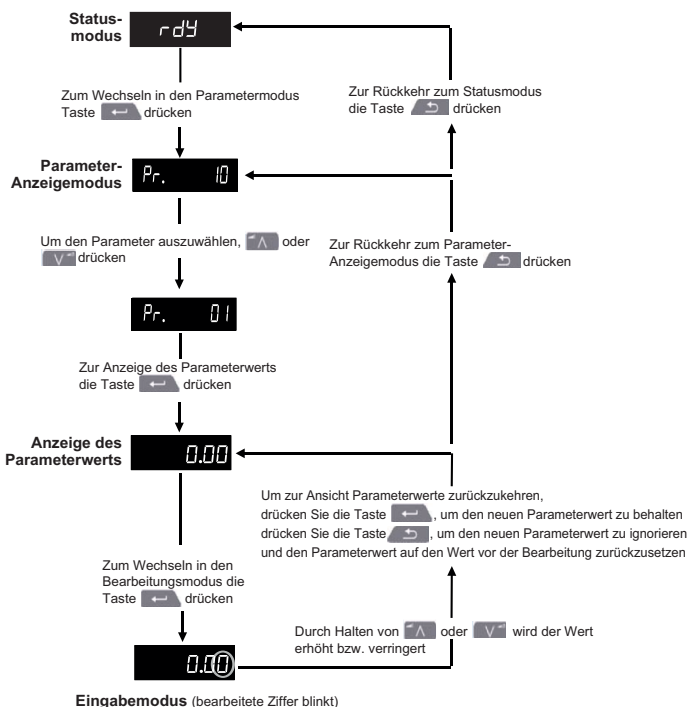 Status-
modus
rdY
Zum Wechseln in den Parametermodus
Taste drücken
Zur Rückkehr zum Statusmodus
die Taste drücken
Parameter-
Anzeigemodus
Pr. 10
Um den Parameter auszuwählen, oder
drücken
Zur Rückkehr zum Parameter-
Anzeigemodus die Taste drücken
Pr. 01
Zur Anzeige des Parameterwerts
die Taste drücken
Anzeige des
Parameterwerts
0.00
Um zur Ansicht Parameterwerte zurückzukehren,
drücken Sie die Taste , um den neuen Parameterwert zu behalten
drücken Sie die Taste , um den neuen Parameterwert zu ignorieren
und den Parameterwert auf den Wert vor der Bearbeitung zurückzusetzen
Zum Wechseln in den
Bearbeitungsmodus die
Taste drücken
Durch Halten von oder wird der Wert
erhöht bzw. verringert
0.00
Eingabemodus (bearbeitete Ziffer blinkt)